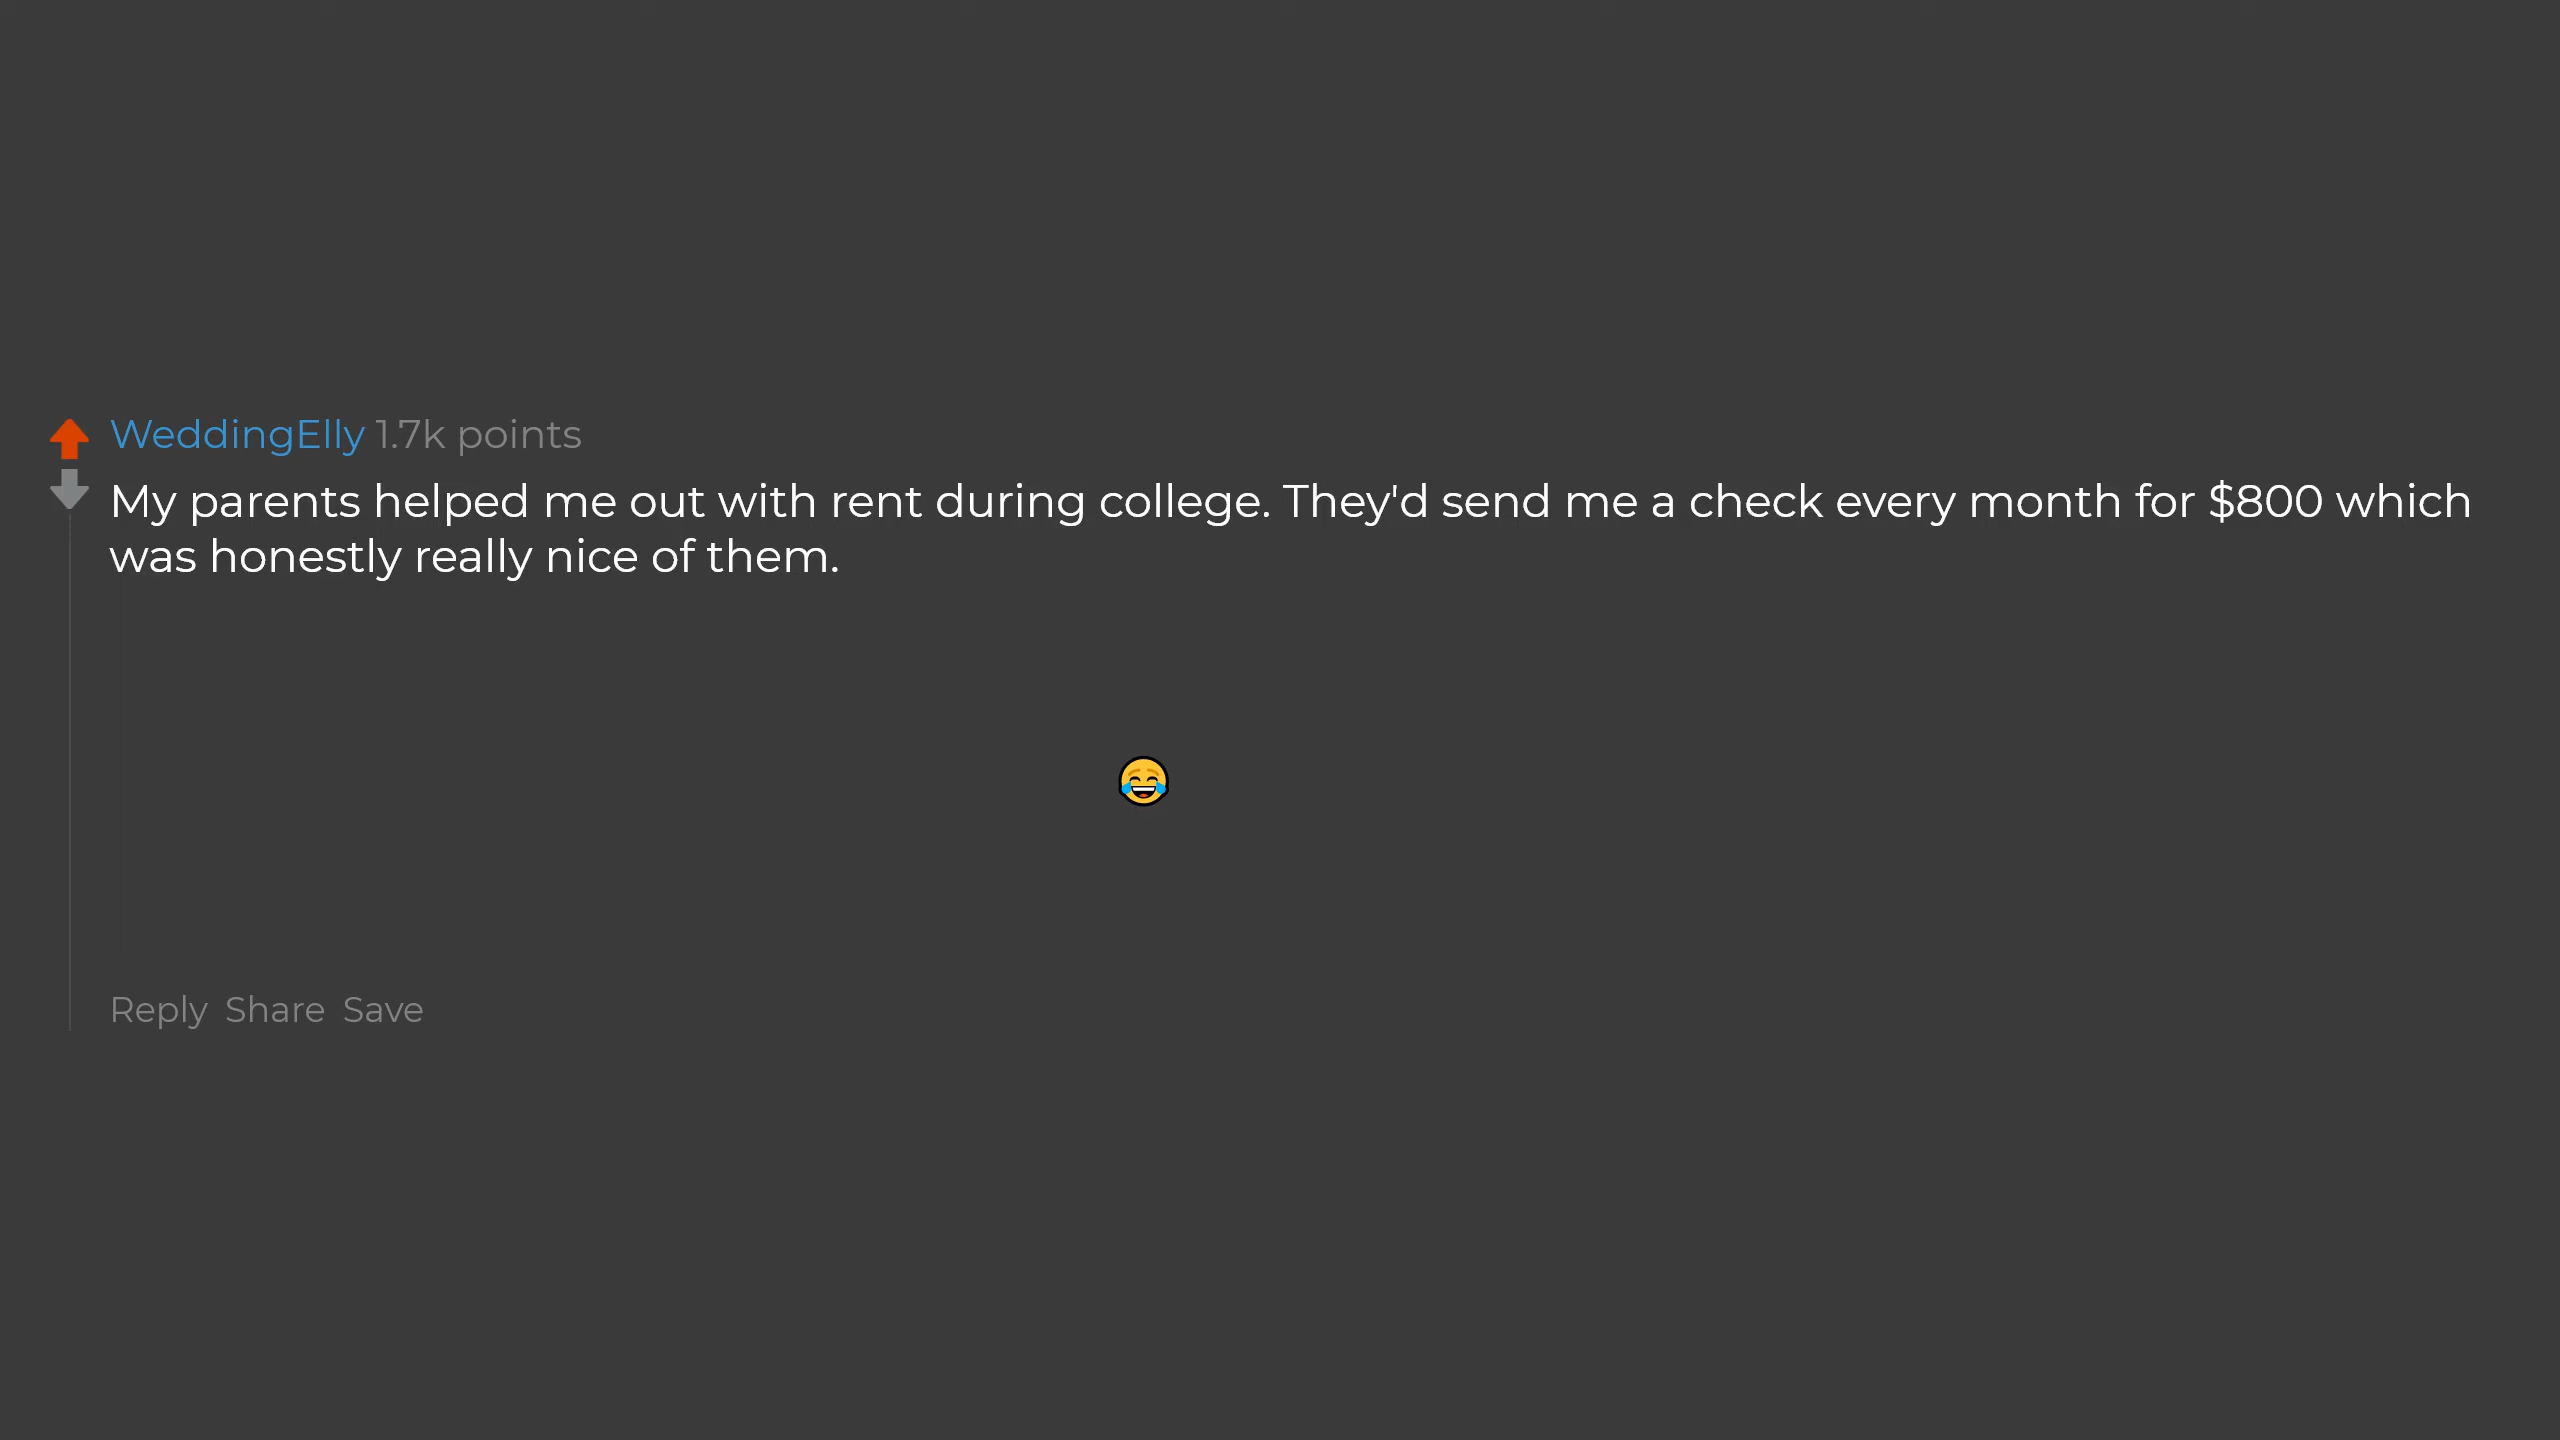 WeddingElly 1.7k points
My parents helped me out with rent during college. They'd send me a check every month for $800 which
was honestly really nice of them.
Reply Share Save